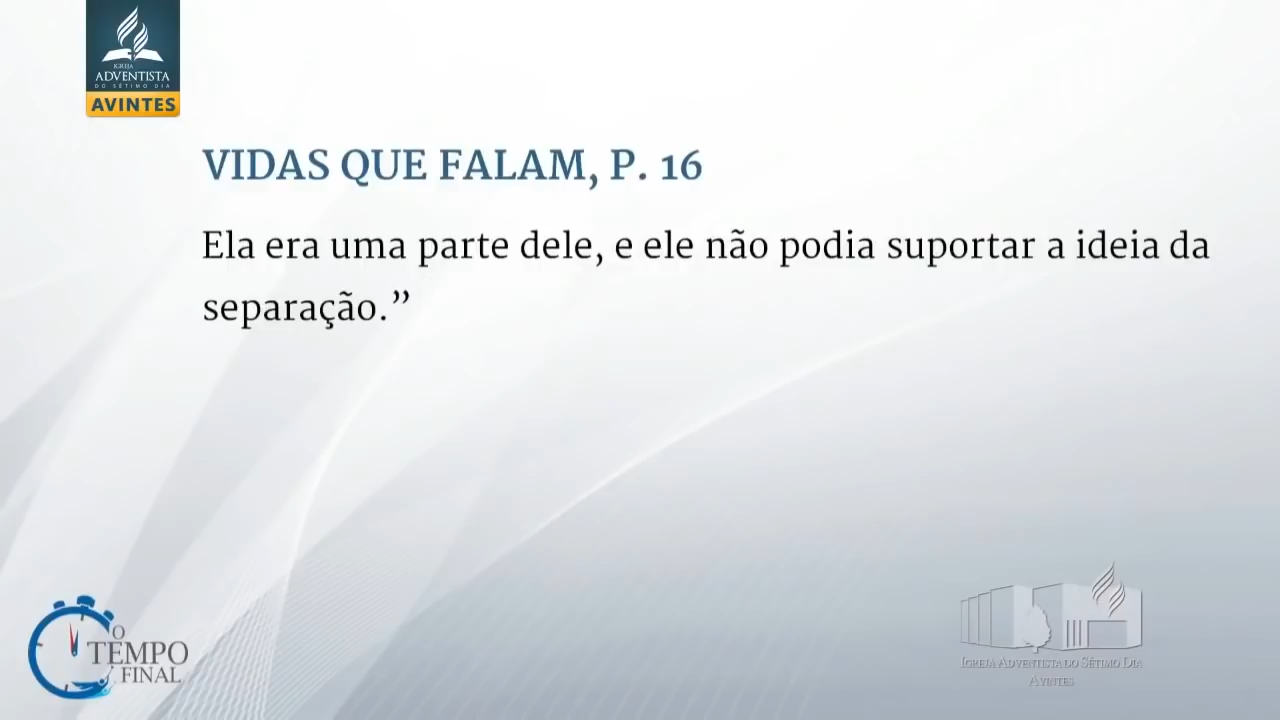 IGREJA
ADVENTISTA
DO SÉTIMO DIA
AVINTES
VIDAS QUE FALAM, P. 16
Ela era uma parte dele, e ele não podia suportar a ideia da
separação.”
O
TEMPO
FINAL
IGREJA ADVENTISTA DO SÉTIMO DIA
AVINTES